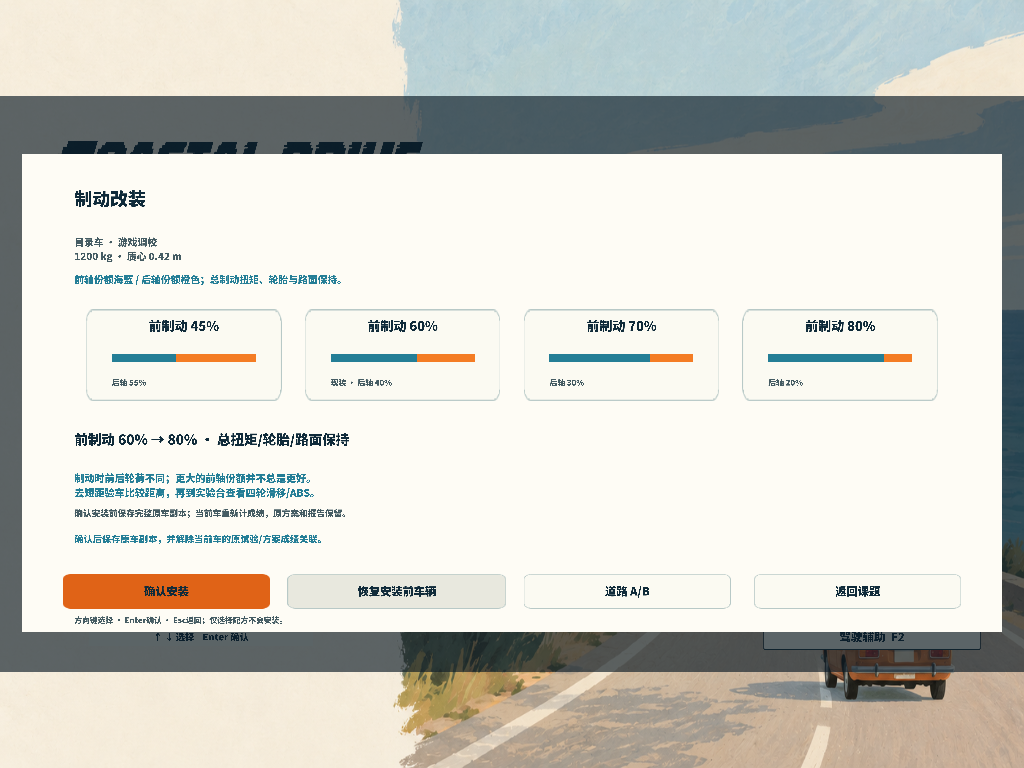 COASTAL DRIVE
制动改装
目录车 · 游戏调校
1200 kg · 质心 0.42 m
前轴份额海蓝 / 后轴份额橙色；总制动扭矩、轮胎与路面保持。
前制动 45%
后轴 55%
前制动 60%
现装 · 后轴 40%
前制动 70%
后轴 30%
前制动 80%
后轴 20%
前制动 60% → 80% · 总扭矩/轮胎/路面保持
制动时前后轮荷不同；更大的前轴份额并不总是更好。
去短距验车比较距离，再到实验台查看四轮滑移/ABS。
确认安装前保存完整原车副本；当前车重新计成绩，原方案和报告保留。
确认后保存原车副本，并解除当前车的原试验/方案成绩关联。
确认安装
恢复安装前车辆
道路 A/B
返回课题
方向键选择 · Enter确认 · Esc返回；仅选择配方不会安装。
↑ ↓ 选择 Enter 确认
驾驶辅助 F2